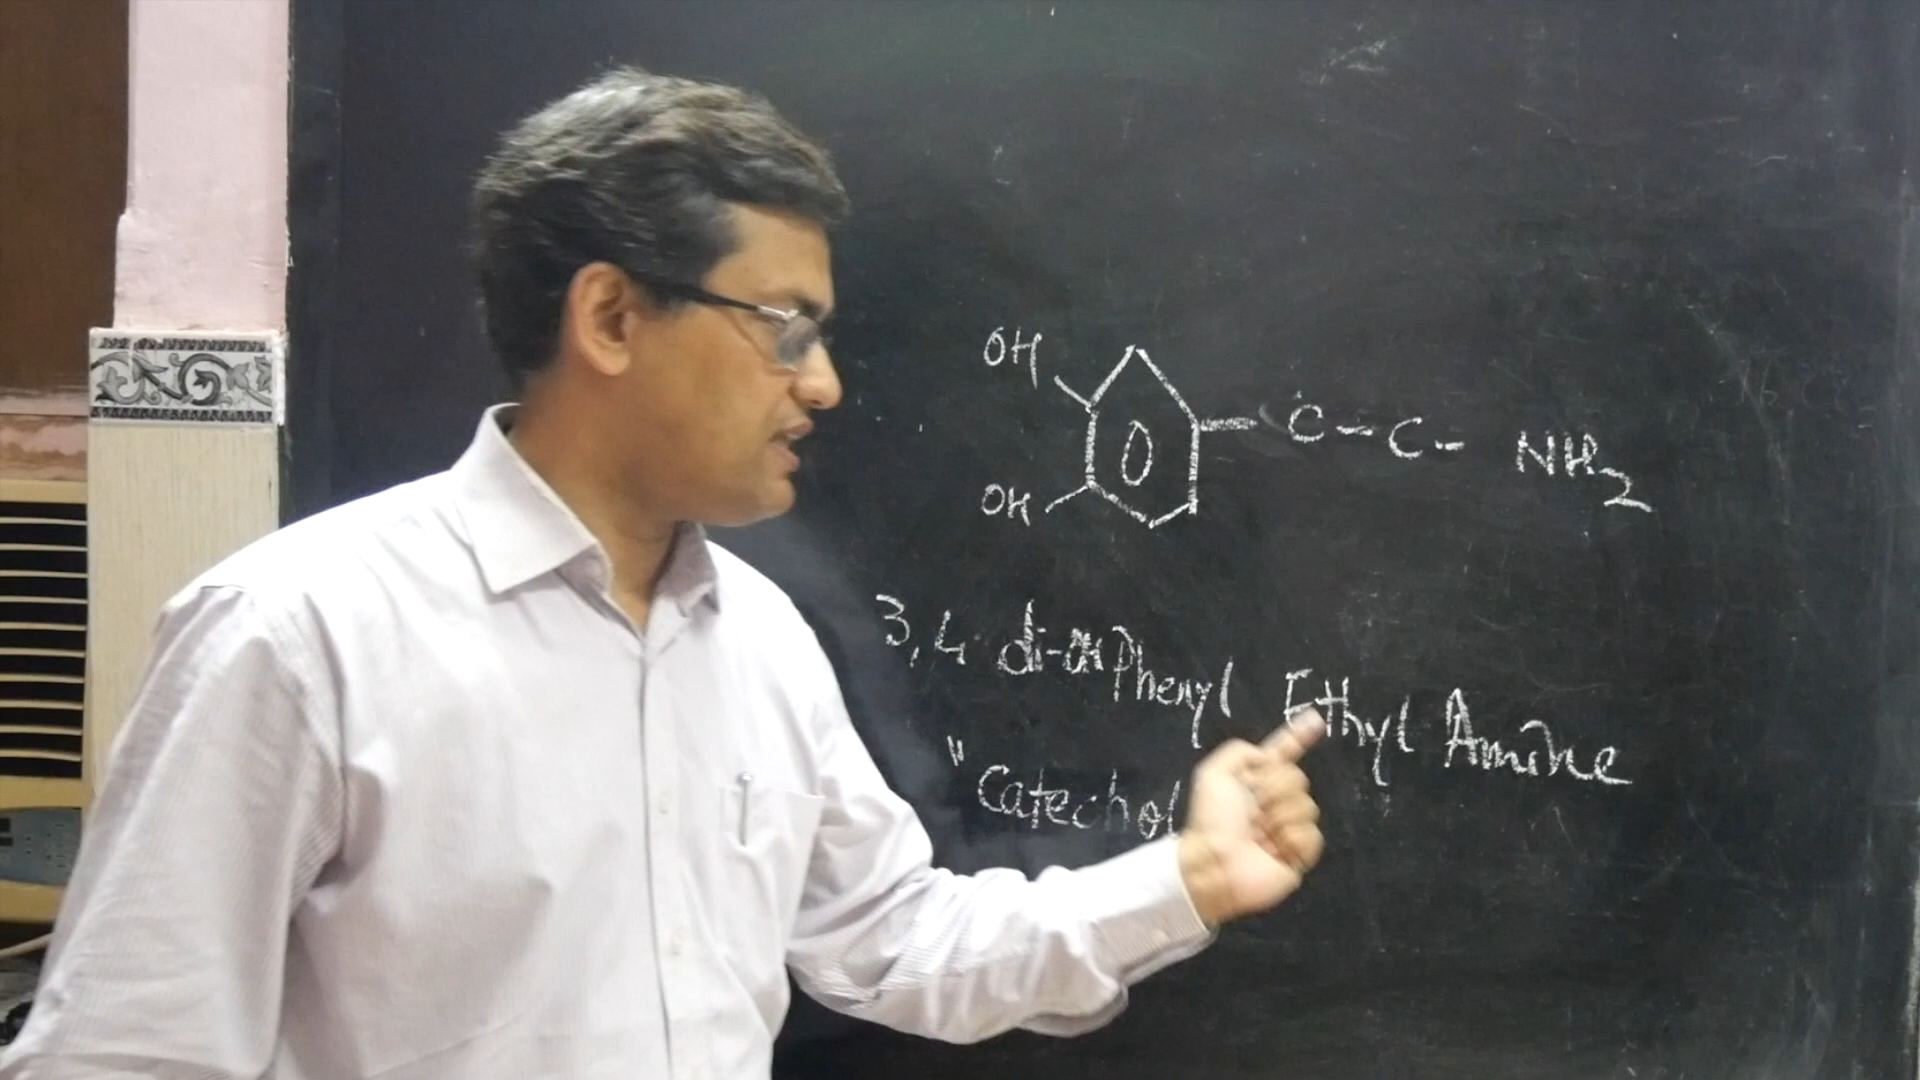 OH
C - C - NH2
OH
3,4 di-OH Phenyl Ethyl Amine
"Catechol